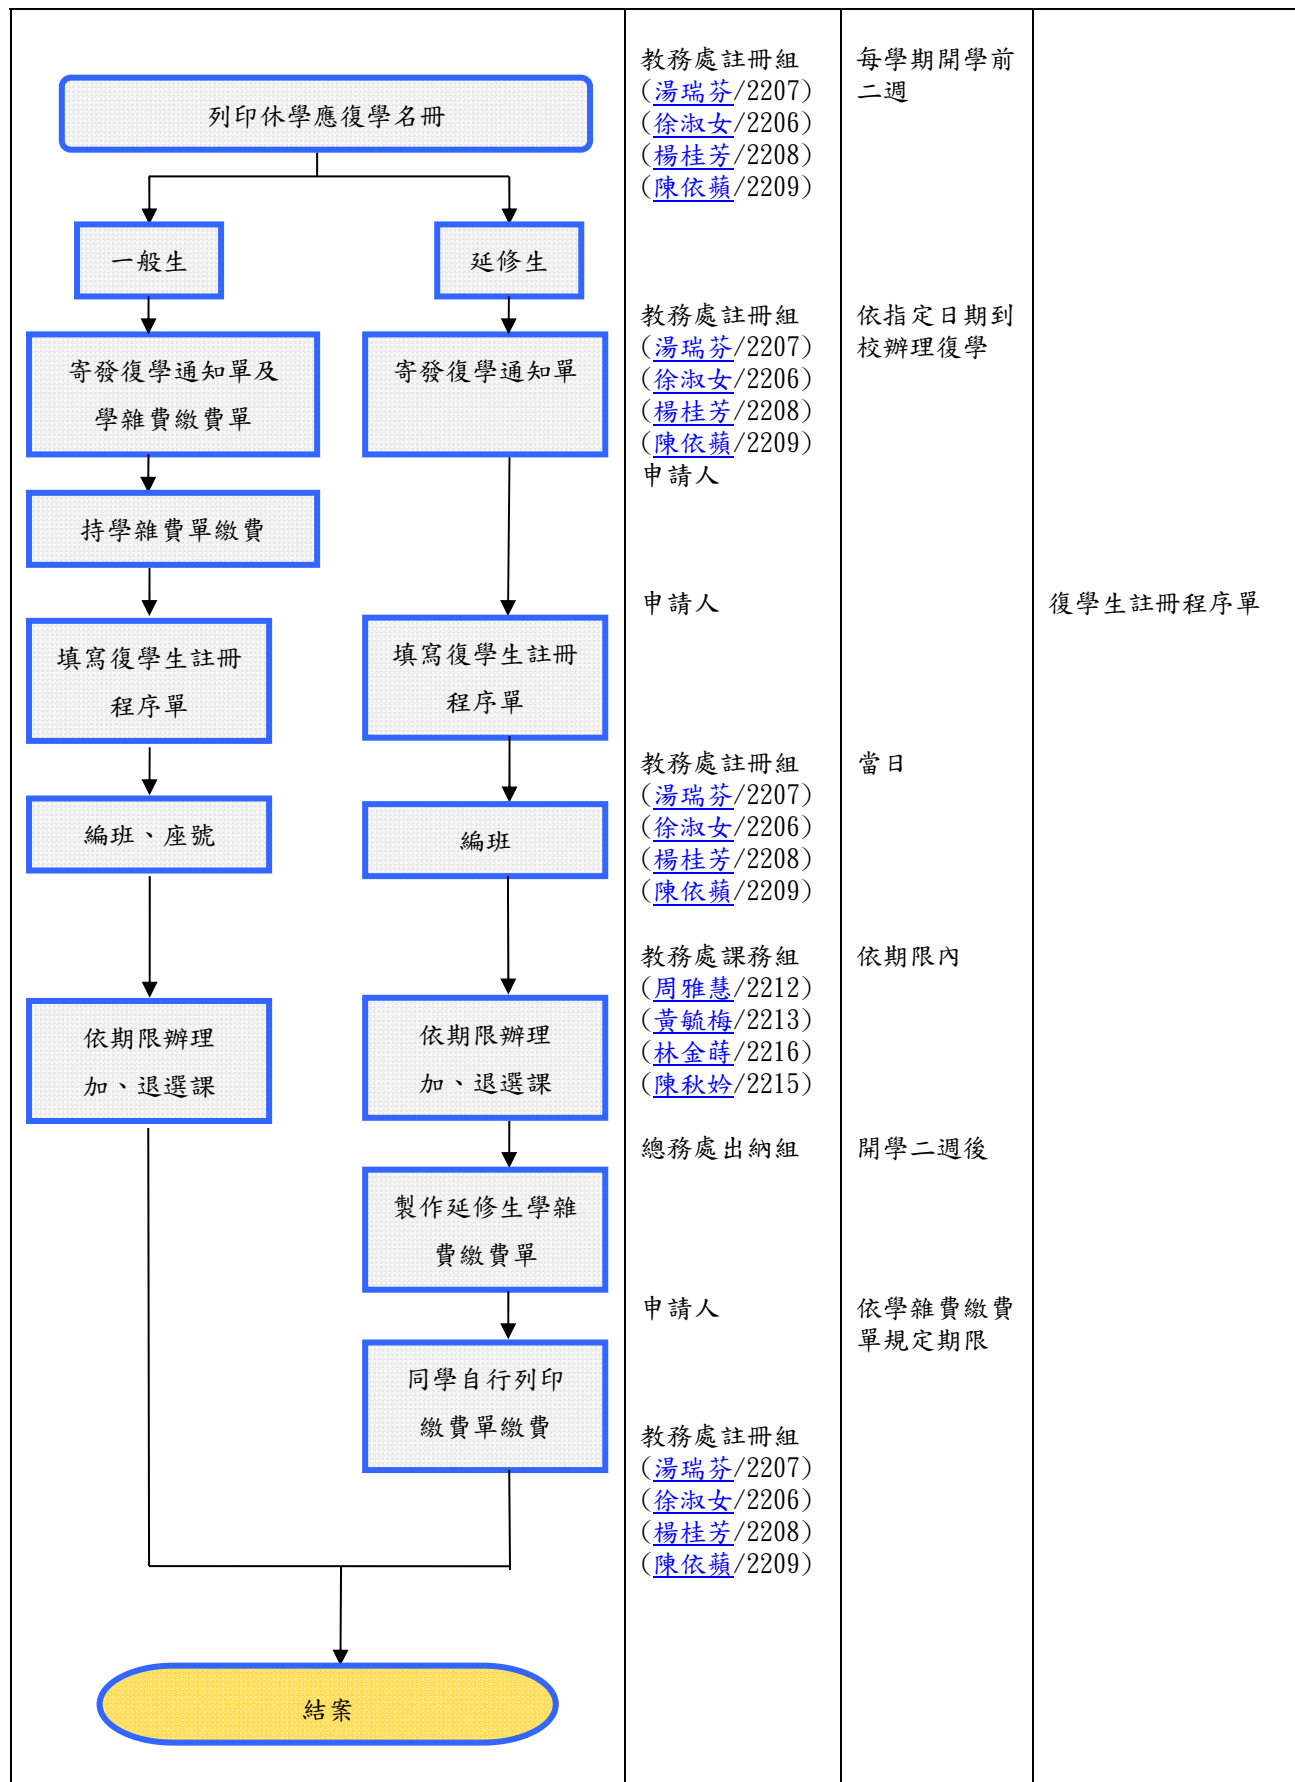 列印休學應復學名冊
一般生
延修生
寄發復學通知單及
學雜費繳費單
寄發復學通知單
持學雜費單繳費
填寫復學生註冊
程序單
填寫復學生註冊
程序單
編班、座號
編班
依期限辦理
加、退選課
依期限辦理
加、退選課
製作延修生學雜
費繳費單
同學自行列印
繳費單繳費
結案
教務處註冊組
(湯瑞芬/2207)
(徐淑女/2206)
(楊桂芳/2208)
(陳依蘋/2209)
教務處註冊組
(湯瑞芬/2207)
(徐淑女/2206)
(楊桂芳/2208)
(陳依蘋/2209)
申請人
申請人
教務處註冊組
(湯瑞芬/2207)
(徐淑女/2206)
(楊桂芳/2208)
(陳依蘋/2209)
教務處課務組
(周雅慧/2212)
(黃毓梅/2213)
(林金蒔/2216)
(陳秋妗/2215)
總務處出納組
申請人
教務處註冊組
(湯瑞芬/2207)
(徐淑女/2206)
(楊桂芳/2208)
(陳依蘋/2209)
每學期開學前
二週
依指定日期到
校辦理復學
當日
依期限內
開學二週後
依學雜費繳費
單規定期限
復學生註冊程序單